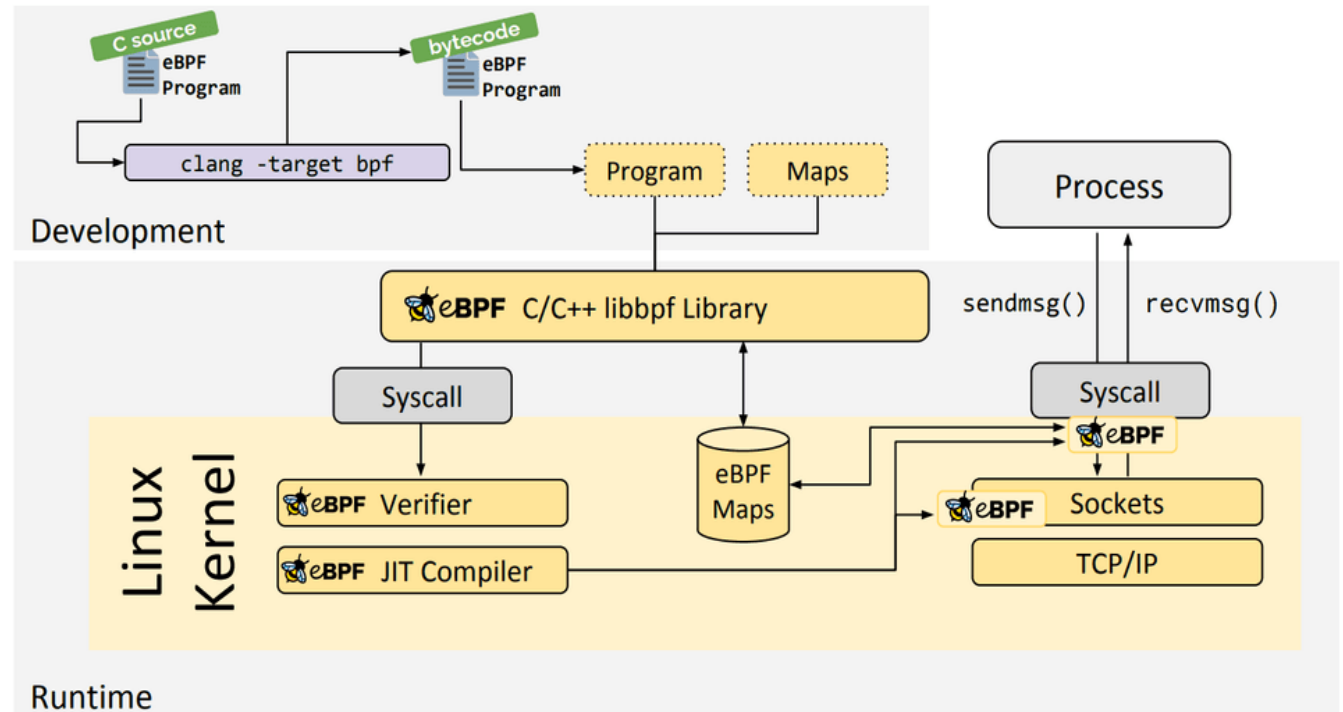 C source
eBPF
Program
bytecode
eBPF
Program
clang -target bpf
Program
Maps
Development
Process
eBPF C/C++ libbpf Library
sendmsg()
recvmsg()
Syscall
Syscall
eBPF
Linux
Kernel
eBPF Verifier
eBPF
Maps
eBPF
Sockets
eBPF JIT Compiler
TCP/IP
Runtime